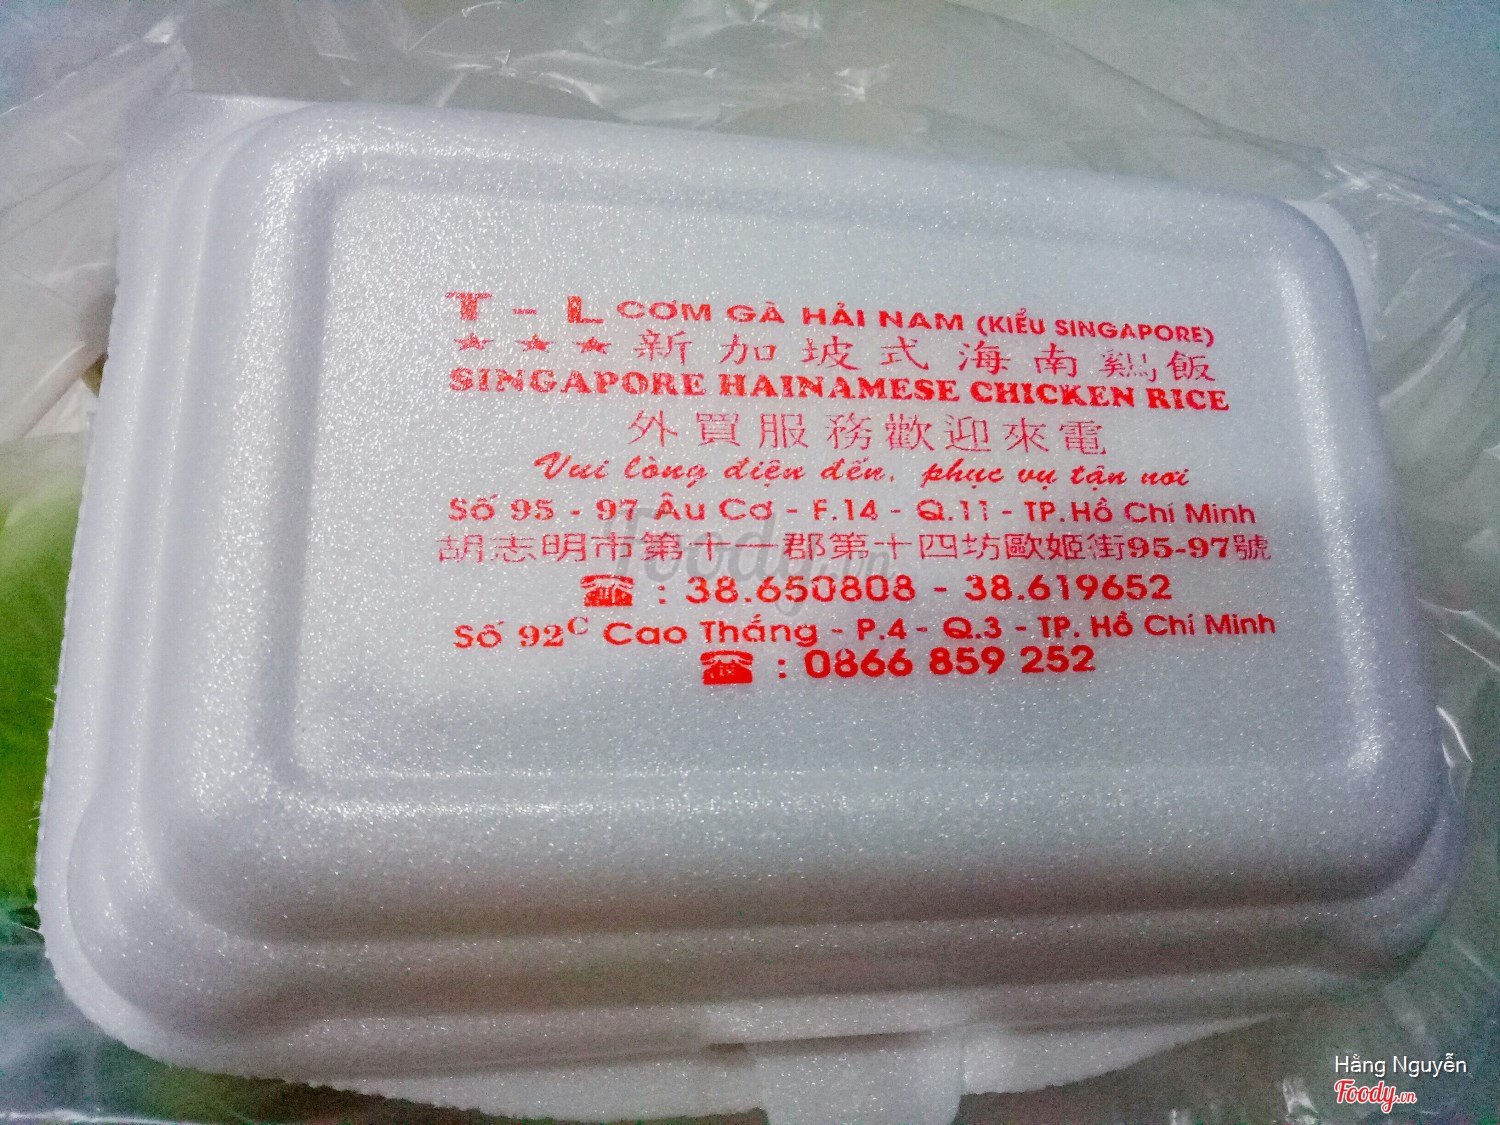 T - L CƠM GÀ HẢI NAM (KIỂU SINGAPORE)
★ ★ ★ 新加坡式海南鷄飯
SINGAPORE HAINAMESE CHICKEN RICE
外買服務歡迎來電
Vui lòng điện đến, phục vụ tận nơi
Số 95 - 97 Âu Cơ - F.14 - Q.11 - TP. Hồ Chí Minh
胡志明市第十一郡第十四坊歐姬街95-97號
☎ : 38.650808 - 38.619652
Số 92C Cao Thắng - P.4 - Q.3 - TP. Hồ Chí Minh
☎ : 0866 859 252
Foody.vn
Hằng Nguyễn
Foody.vn